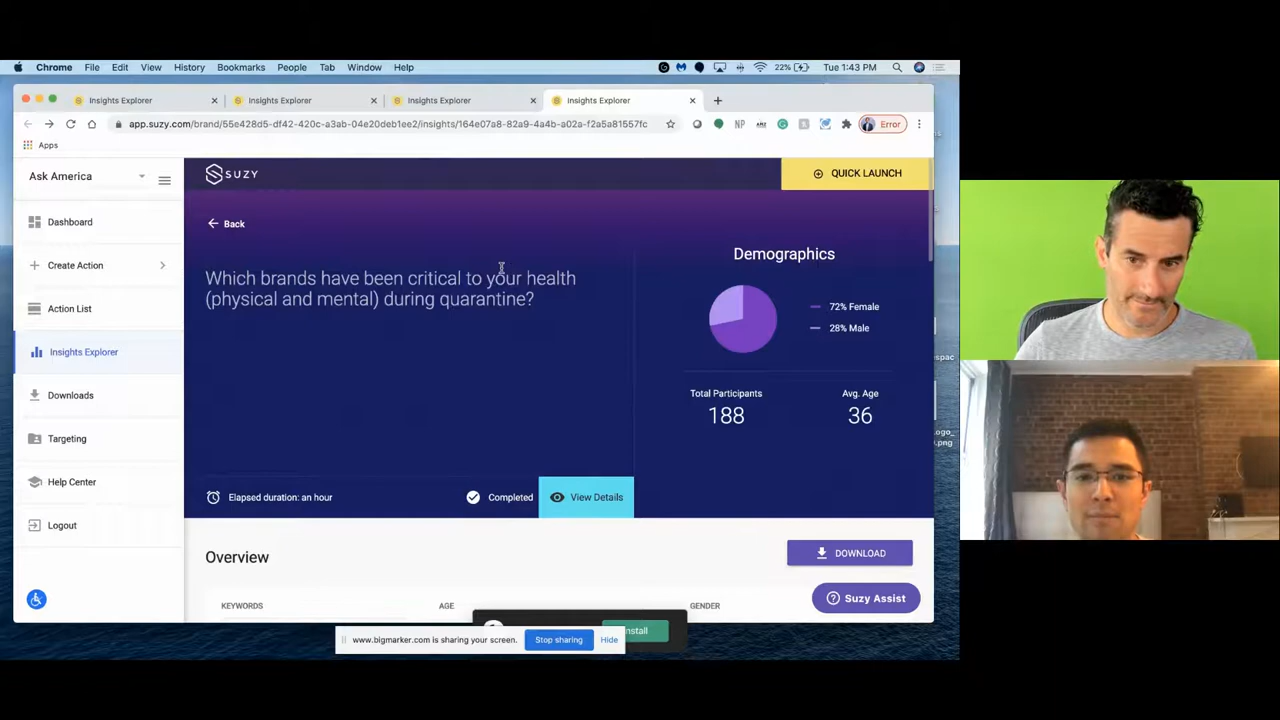 Chrome File Edit View History Bookmarks People Tab Window Help
22% Tue 1:43 PM
Insights Explorer
Insights Explorer
Insights Explorer
Insights Explorer
app.suzy.com/brand/55e428d5-df42-420c-a3ab-04e20deb1ee2/insights/164e07a8-82a9-4a4b-a02a-f2a5a81557fc
NP
Error
Apps
Ask America
SUZY
QUICK LAUNCH
Dashboard
Create Action
Action List
Insights Explorer
Downloads
Targeting
Help Center
Logout
Back
Which brands have been critical to your health
(physical and mental) during quarantine?
Demographics
72% Female
28% Male
Total Participants
188
Avg. Age
36
Elapsed duration: an hour
Completed
View Details
Overview
DOWNLOAD
KEYWORDS
AGE
GENDER
Suzy Assist
www.bigmarker.com is sharing your screen.
Stop sharing
Hide